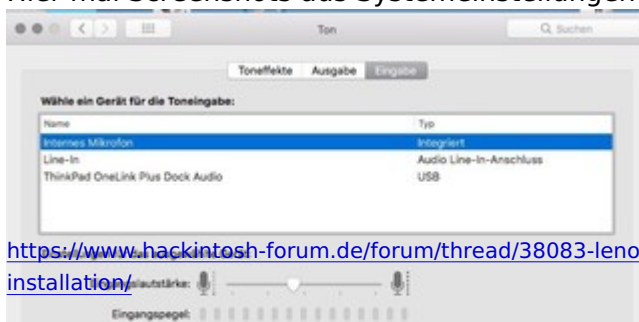 Hier mal Screenshots aus Systemeinstellungen
Ton
Suchen
Toneffekte Ausgabe Eingabe
Wähle ein Gerät für die Toneingabe:
Name Typ
Internes Mikrofon Integriert
Line-In Audio Line-In-Anschluss
ThinkPad OneLink Plus Dock Audio USB
https://www.hackintosh-forum.de/forum/thread/38083-leno
installation/
Eingangslautstärke:
Eingangspegel: